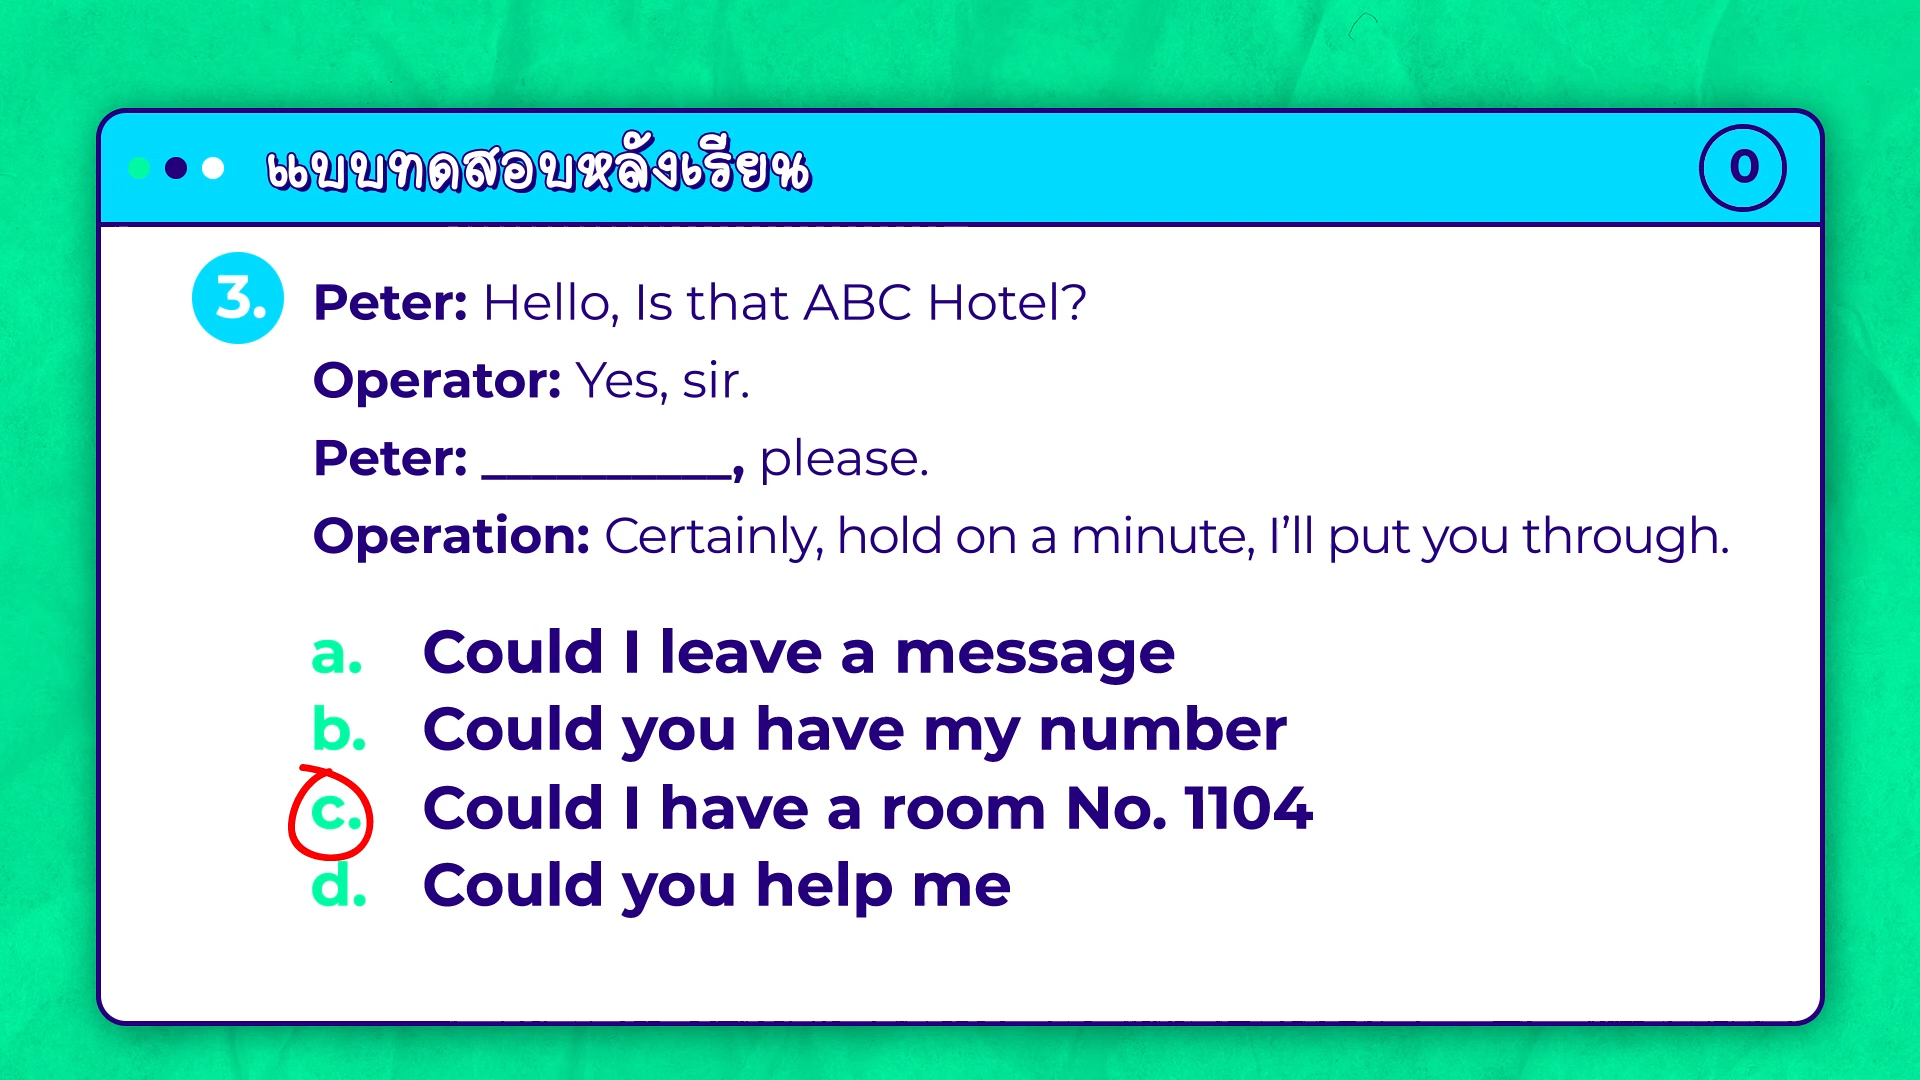 แบบทดสอบหลังเรียน
0
3. Peter: Hello, Is that ABC Hotel?
Operator: Yes, sir.
Peter: __________, please.
Operation: Certainly, hold on a minute, I’ll put you through.
a. Could I leave a message
b. Could you have my number
c. Could I have a room No. 1104
d. Could you help me